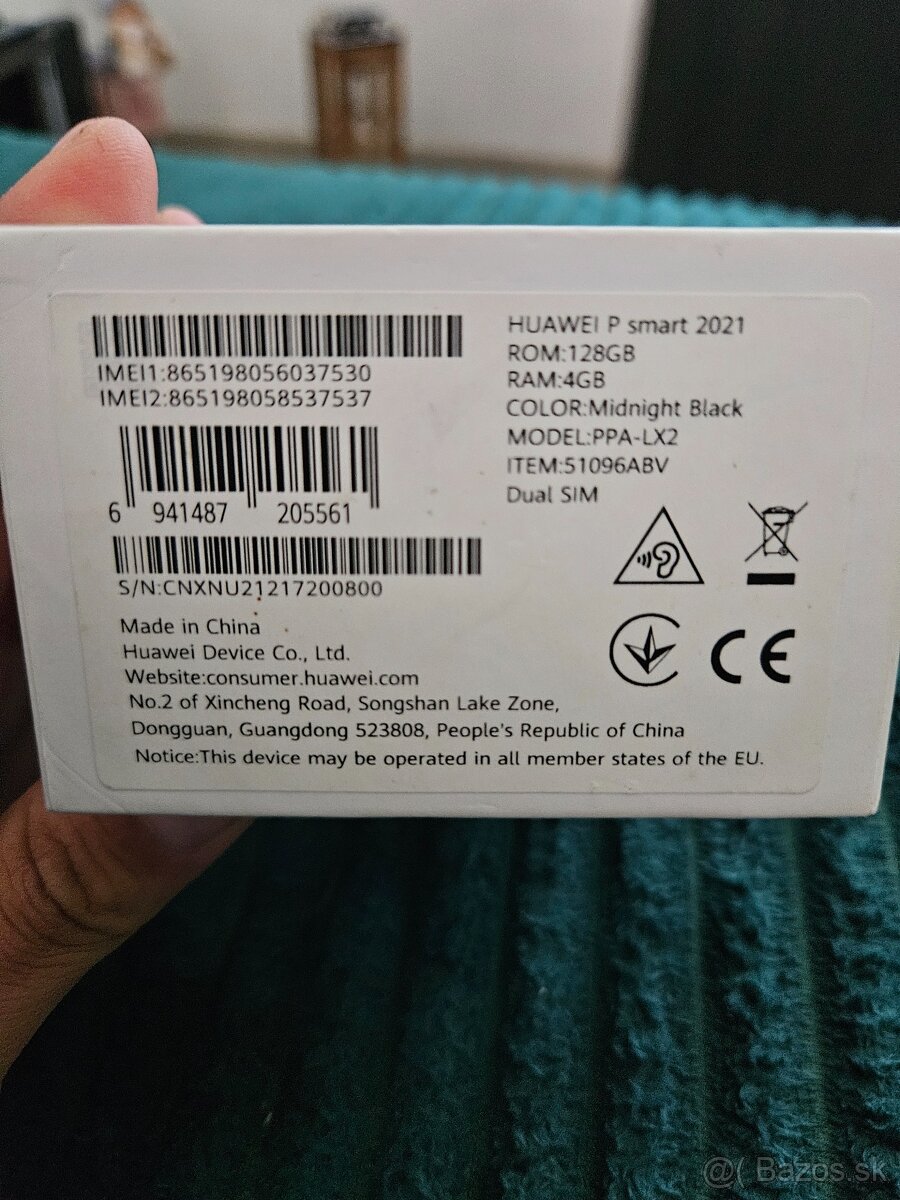 IMEI1:865198056037530
IMEI2:865198058537537
6 941487 205561
S/N:CNXNU21217200800
Made in China
Huawei Device Co., Ltd.
Website:consumer.huawei.com
No.2 of Xincheng Road, Songshan Lake Zone,
Dongguan, Guangdong 523808, People's Republic of China
Notice:This device may be operated in all member states of the EU.
HUAWEI P smart 2021
ROM:128GB
RAM:4GB
COLOR:Midnight Black
MODEL:PPA-LX2
ITEM:51096ABV
Dual SIM
CE
@( Bazos.sk